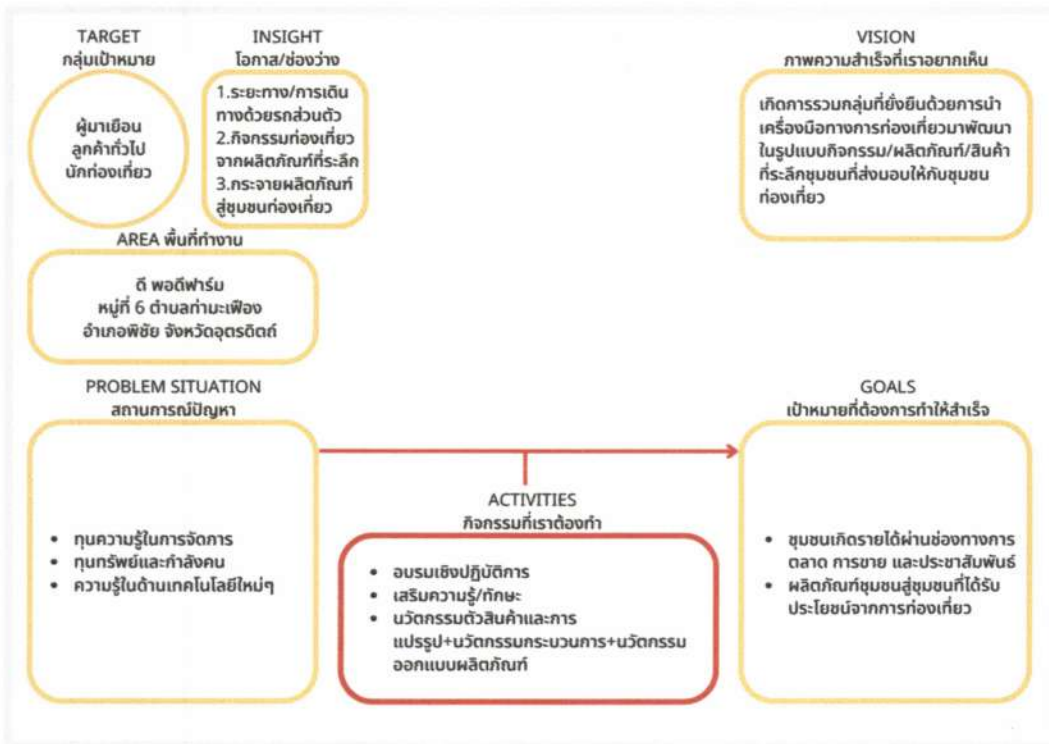 TARGET
กลุ่มเป้าหมาย
ผู้มาเยือน
ลูกค้าทั่วไป
นักท่องเที่ยว
INSIGHT
โอกาส/ช่องว่าง
1.ระยะทาง/การเดิน
ทางด้วยรถส่วนตัว
2.กิจกรรมท่องเที่ยว
จากผลิตภัณฑ์ที่ระลึก
3.กระจายผลิตภัณฑ์
สู่ชุมชนท่องเที่ยว
VISION
ภาพความสำเร็จที่เราอยากเห็น
เกิดการรวมกลุ่มที่ยั่งยืนด้วยการนำ
เครื่องมือทางการท่องเที่ยวมาพัฒนา
ในรูปแบบกิจกรรม/ผลิตภัณฑ์/สินค้า
ที่ระลึกชุมชนที่ส่งมอบให้กับชุมชน
ท่องเที่ยว
AREA พื้นที่ทำงาน
ดี พอดีฟาร์ม
หมู่ที่ 6 ตำบลท่ามะเฟือง
อำเภอพิชัย จังหวัดอุตรดิตถ์
PROBLEM SITUATION
สถานการณ์ปัญหา
• ทุนความรู้ในการจัดการ
• ทุนทรัพย์และกำลังคน
• ความรู้ในด้านเทคโนโลยีใหม่ๆ
ACTIVITIES
กิจกรรมที่เราต้องทำ
• อบรมเชิงปฏิบัติการ
• เสริมความรู้/ทักษะ
• นวัตกรรมตัวสินค้าและการ
แปรรูป+นวัตกรรมกระบวนการ+นวัตกรรม
ออกแบบผลิตภัณฑ์
GOALS
เป้าหมายที่ต้องการทำให้สำเร็จ
• ชุมชนเกิดรายได้ผ่านช่องทางการ
ตลาด การขาย และประชาสัมพันธ์
• ผลิตภัณฑ์ชุมชนสู่ชุมชนที่ได้รับ
ประโยชน์จากการท่องเที่ยว